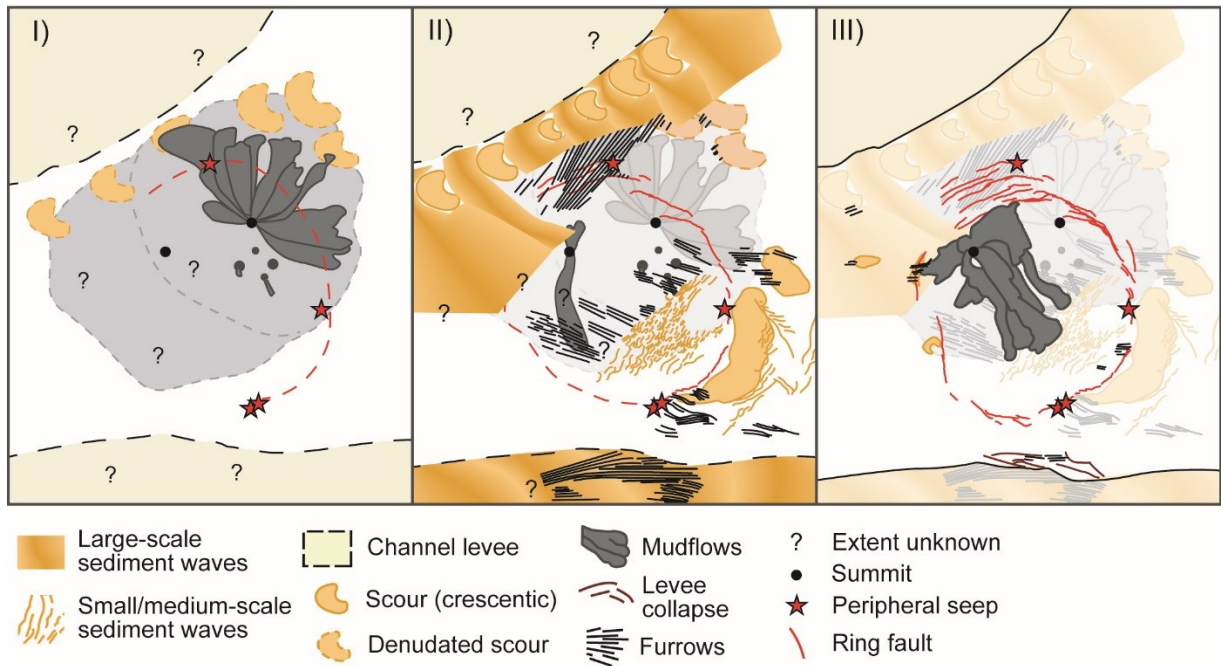 I)
II)
III)
?
?
?
?
?
?
?
?
?
?
?
?
?
?
Large-scale
sediment waves
Small/medium-scale
sediment waves
Channel levee
Scour (crescentic)
Denudated scour
Mudflows
Levee
collapse
Furrows
? Extent unknown
Summit
Peripheral seep
Ring fault